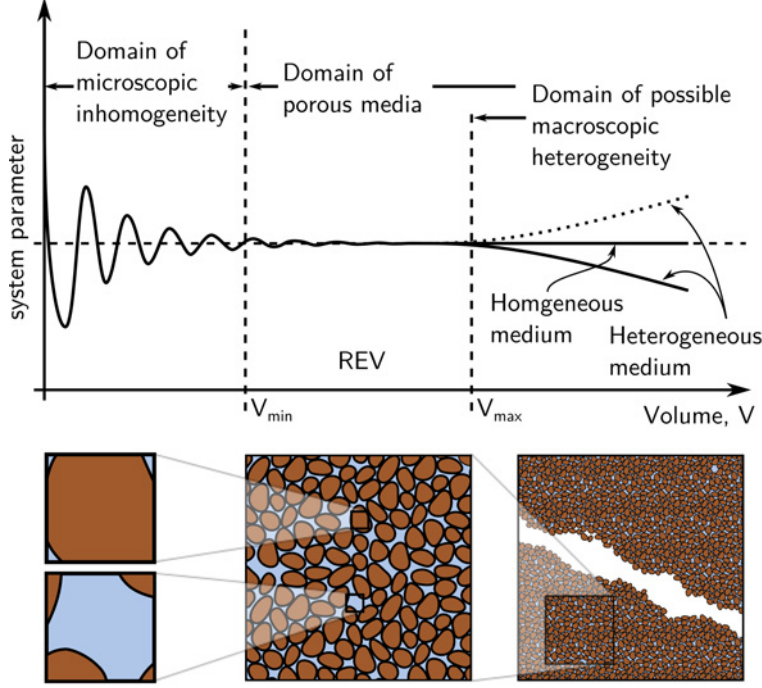 Domain of
microscopic
inhomogeneity
Domain of
porous media
Domain of possible
macroscopic
heterogeneity
system parameter
Homgeneous
medium
Heterogeneous
medium
REV
Vmin
Vmax
Volume, V